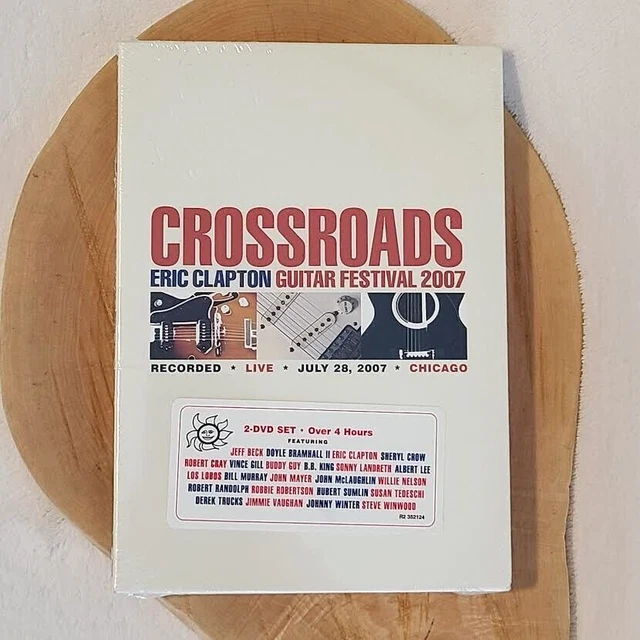 CROSSROADS
ERIC CLAPTON GUITAR FESTIVAL 2007
RECORDED * LIVE * JULY 28, 2007 * CHICAGO
2-DVD SET • Over 4 Hours
FEATURING
JEFF BECK DOYLE BRAMHALL II ERIC CLAPTON SHERYL CROW
ROBERT CRAY VINCE GILL BUDDY GUY B.B. KING SONNY LANDRETH ALBERT LEE
LOS LOBOS BILL MURRAY JOHN MAYER JOHN McLAUGHLIN WILLIE NELSON
ROBERT RANDOLPH ROBBIE ROBERTSON HUBERT SUMLIN SUSAN TEDESCHI
DEREK TRUCKS JIMMIE VAUGHAN JOHNNY WINTER STEVE WINWOOD
R2 352124